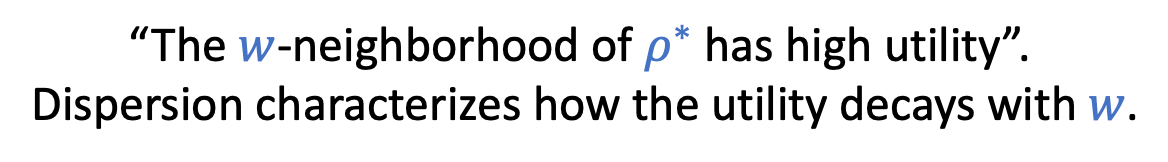 “The w-neighborhood of ρ* has high utility”.
Dispersion characterizes how the utility decays with w.